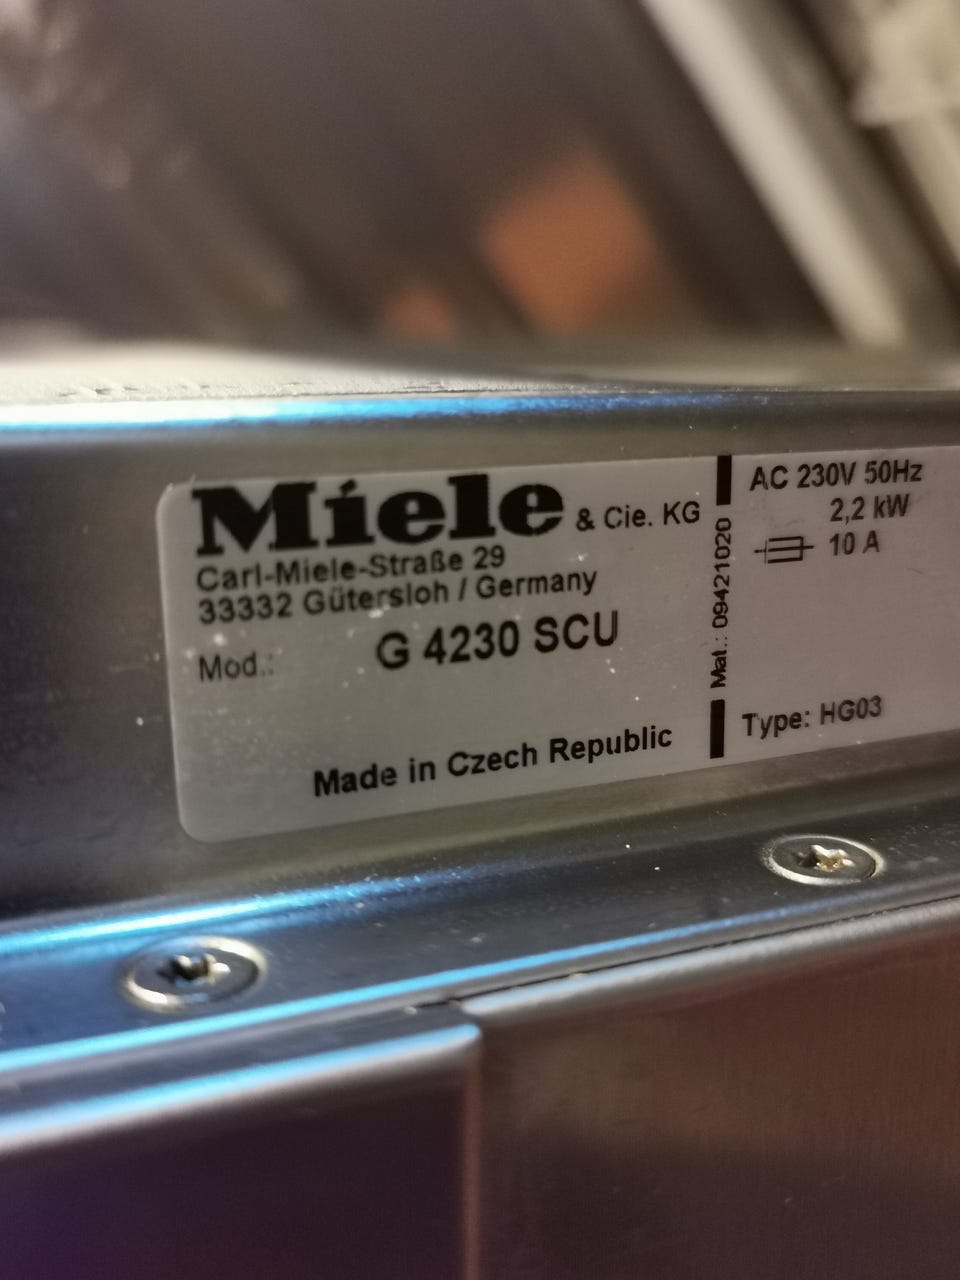 Miele & Cie. KG
Carl-Miele-Straße 29
33332 Gütersloh / Germany
Mod.: G 4230 SCU
Made in Czech Republic
Mat.: 09421020
AC 230V 50Hz
2,2 kW
10 A
Type: HG03